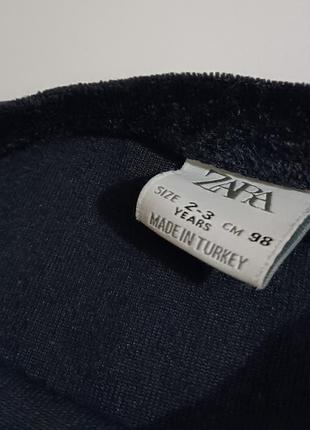 ZARA
SIZE 2-3 CM 98
YEARS
MADE IN TURKEY